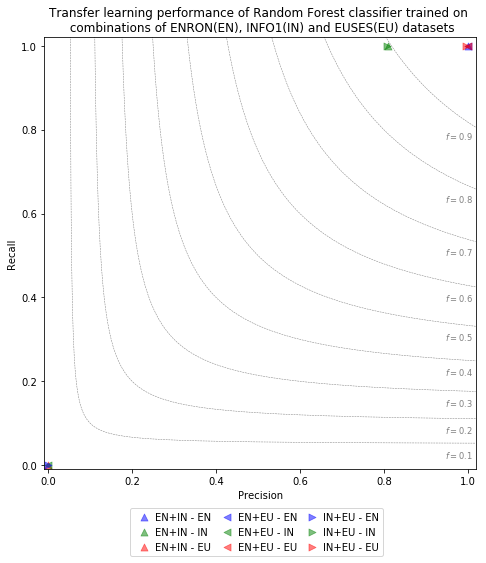 Transfer learning performance of Random Forest classifier trained on
combinations of ENRON(EN), INFO1(IN) and EUSES(EU) datasets
1.0
0.8
0.6
0.4
0.2
0.0
Recall
f = 0.9
f = 0.8
f = 0.7
f = 0.6
f = 0.5
f = 0.4
f = 0.3
f = 0.2
f = 0.1
0.0 0.2 0.4 0.6 0.8 1.0
Precision
EN+IN - EN EN+EU - EN IN+EU - EN
EN+IN - IN EN+EU - IN IN+EU - IN
EN+IN - EU EN+EU - EU IN+EU - EU